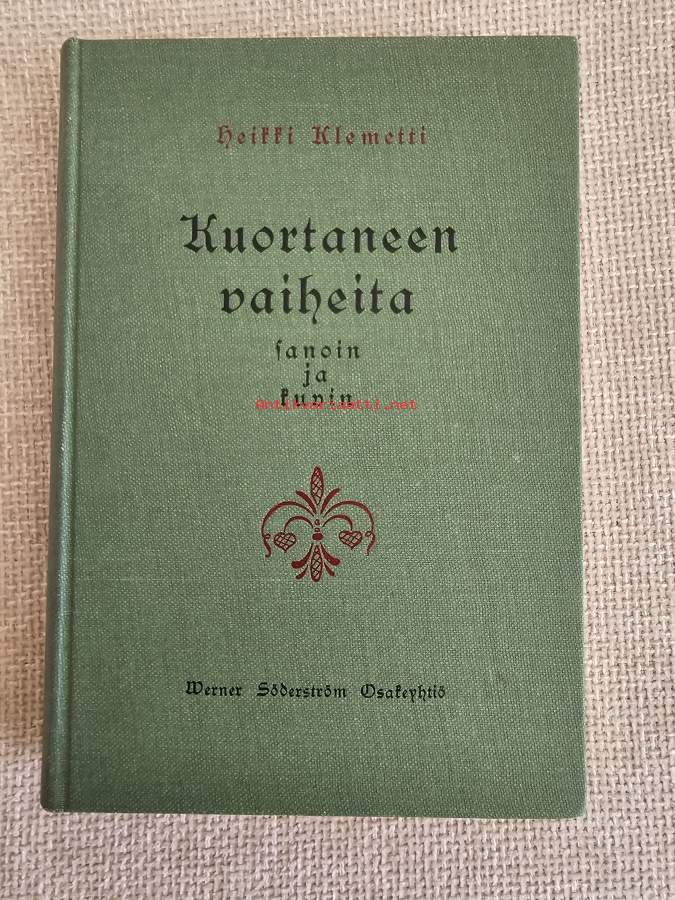 Heikki Klemetti
Kuortaneen
vaiheita
sanoin
ja
kuvin
Antikvariaatti.net
Werner Söderström Osakeyhtiö